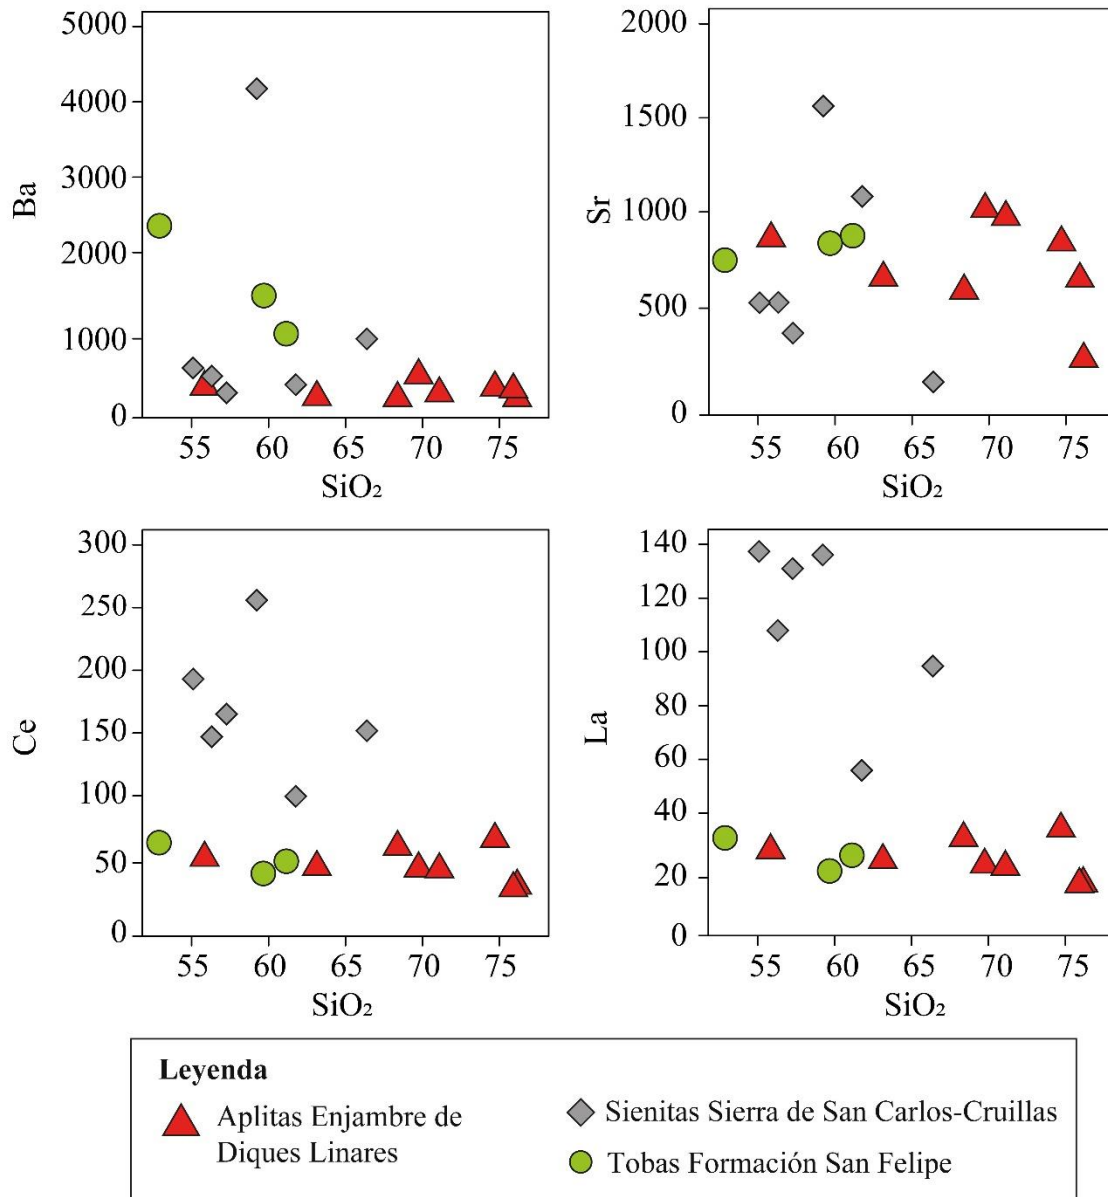 5000
4000
3000
2000
1000
0
Ba
55 60 65 70 75
SiO₂
2000
1500
1000
500
0
Sr
55 60 65 70 75
SiO₂
300
250
200
150
100
50
0
Ce
55 60 65 70 75
SiO₂
140
120
100
80
60
40
20
0
La
55 60 65 70 75
SiO₂
Leyenda
Aplitas Enjambre de
Diques Linares
Sienitas Sierra de San Carlos-Cruillas
Tobas Formación San Felipe